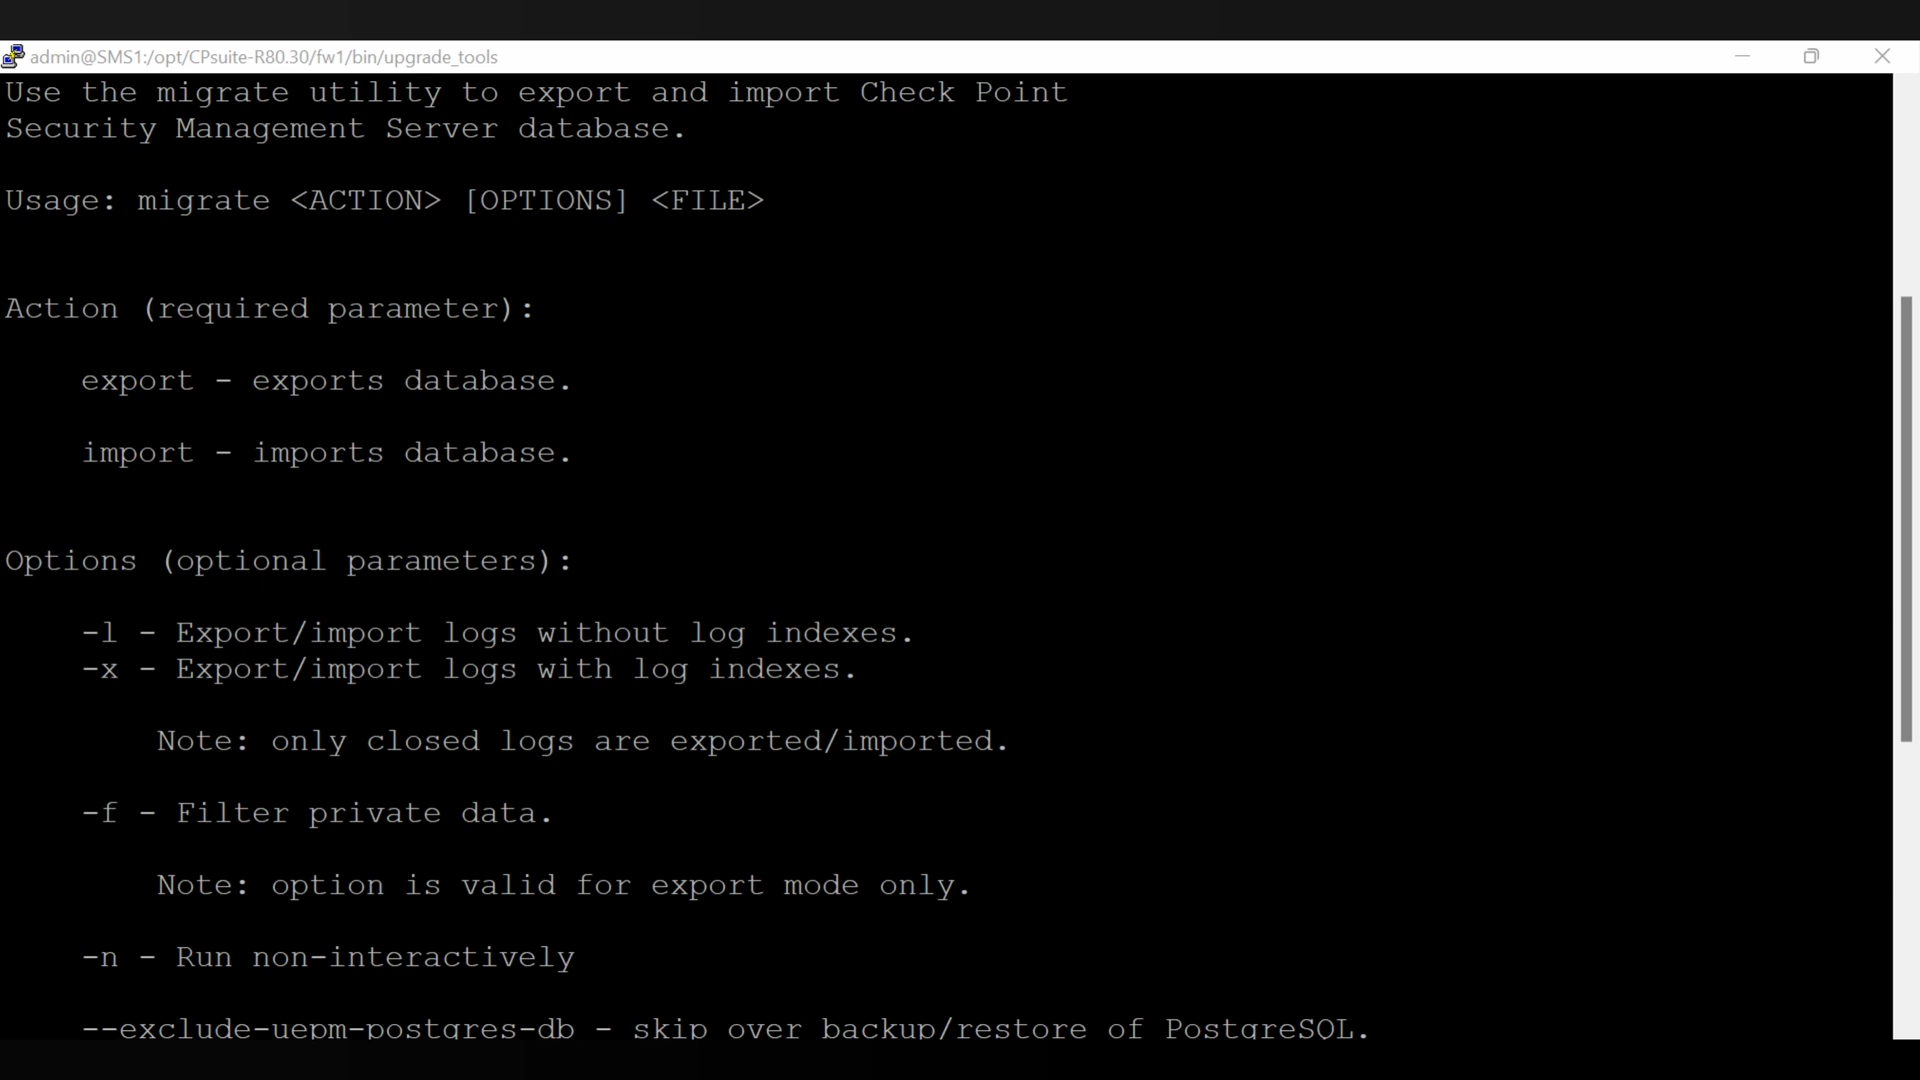 admin@SMS1:/opt/CPsuite-R80.30/fw1/bin/upgrade_tools
Use the migrate utility to export and import Check Point
Security Management Server database.
Usage: migrate <ACTION> [OPTIONS] <FILE>
Action (required parameter):
export - exports database.
import - imports database.
Options (optional parameters):
-l - Export/import logs without log indexes.
-x - Export/import logs with log indexes.
Note: only closed logs are exported/imported.
-f - Filter private data.
Note: option is valid for export mode only.
-n - Run non-interactively
--exclude-uepm-postgres-db - skip over backup/restore of PostgreSQL.